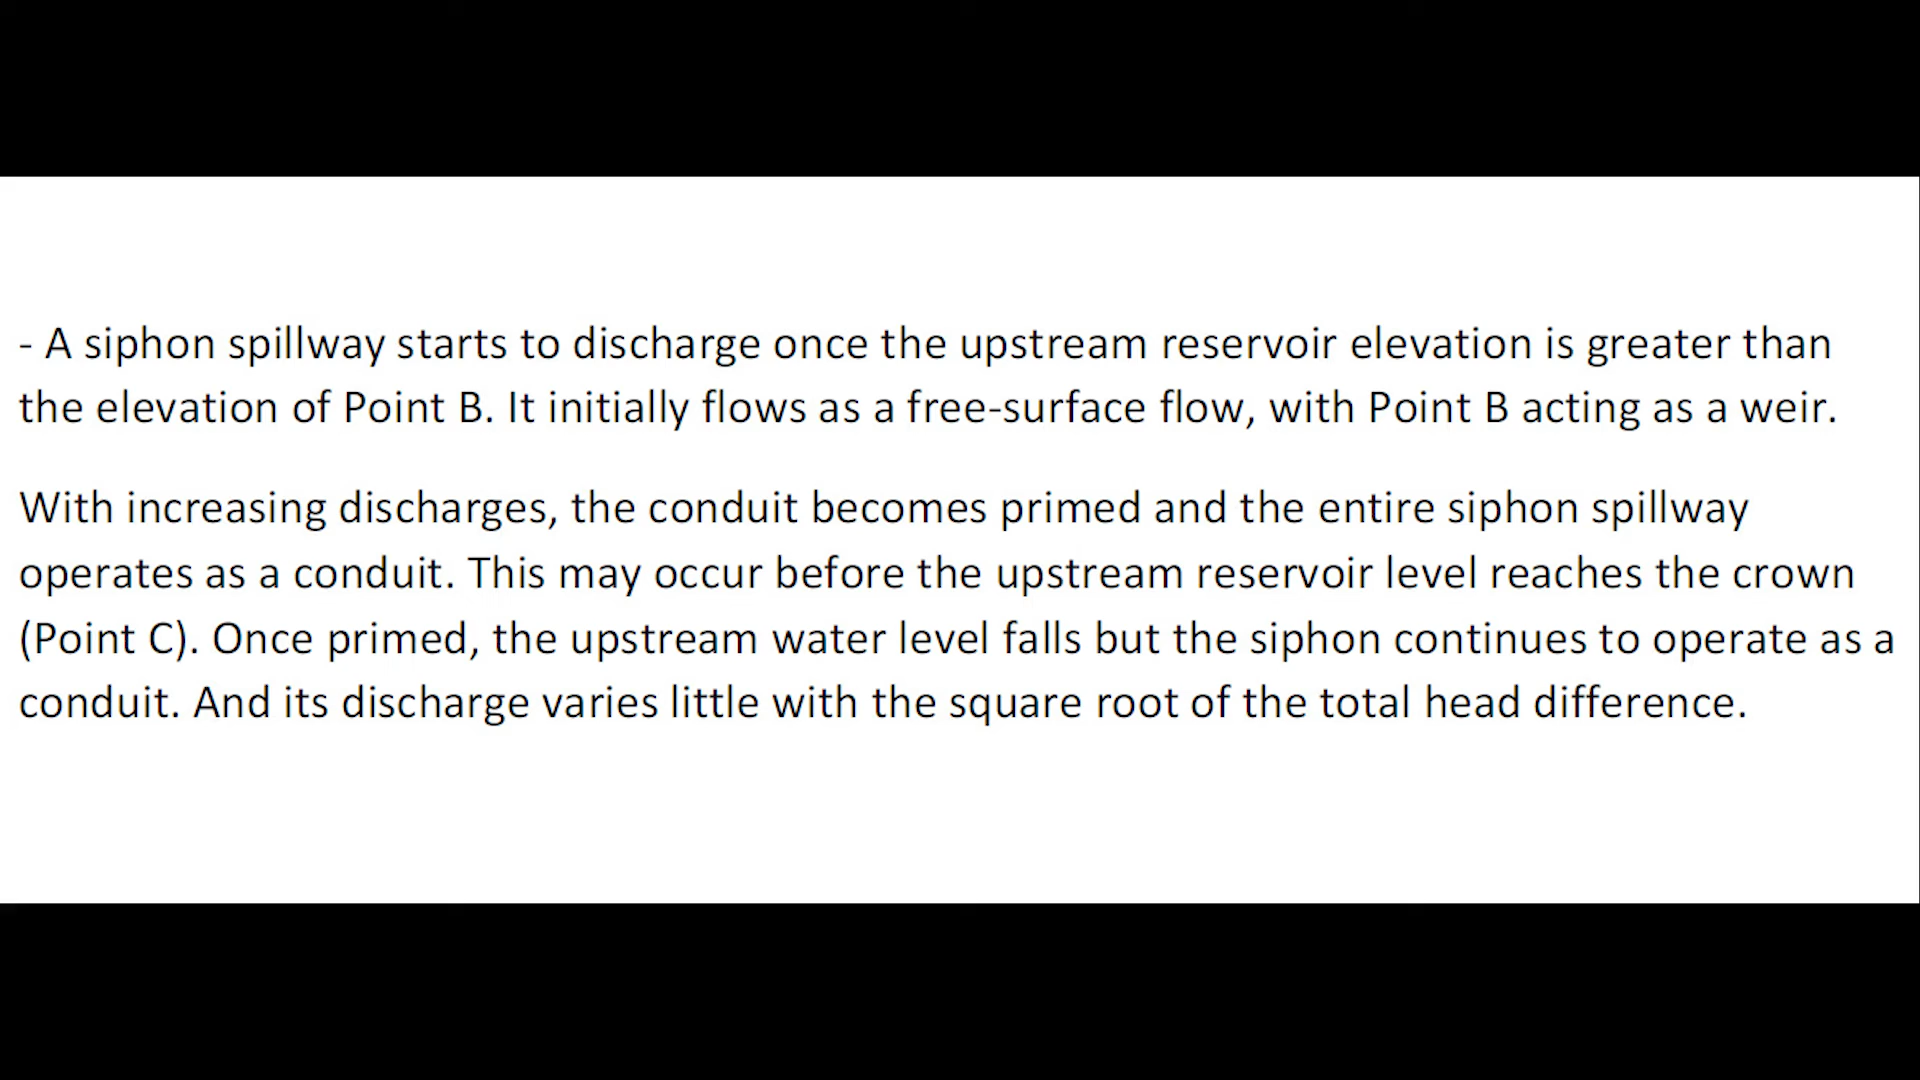 - A siphon spillway starts to discharge once the upstream reservoir elevation is greater than
the elevation of Point B. It initially flows as a free-surface flow, with Point B acting as a weir.
With increasing discharges, the conduit becomes primed and the entire siphon spillway
operates as a conduit. This may occur before the upstream reservoir level reaches the crown
(Point C). Once primed, the upstream water level falls but the siphon continues to operate as a
conduit. And its discharge varies little with the square root of the total head difference.